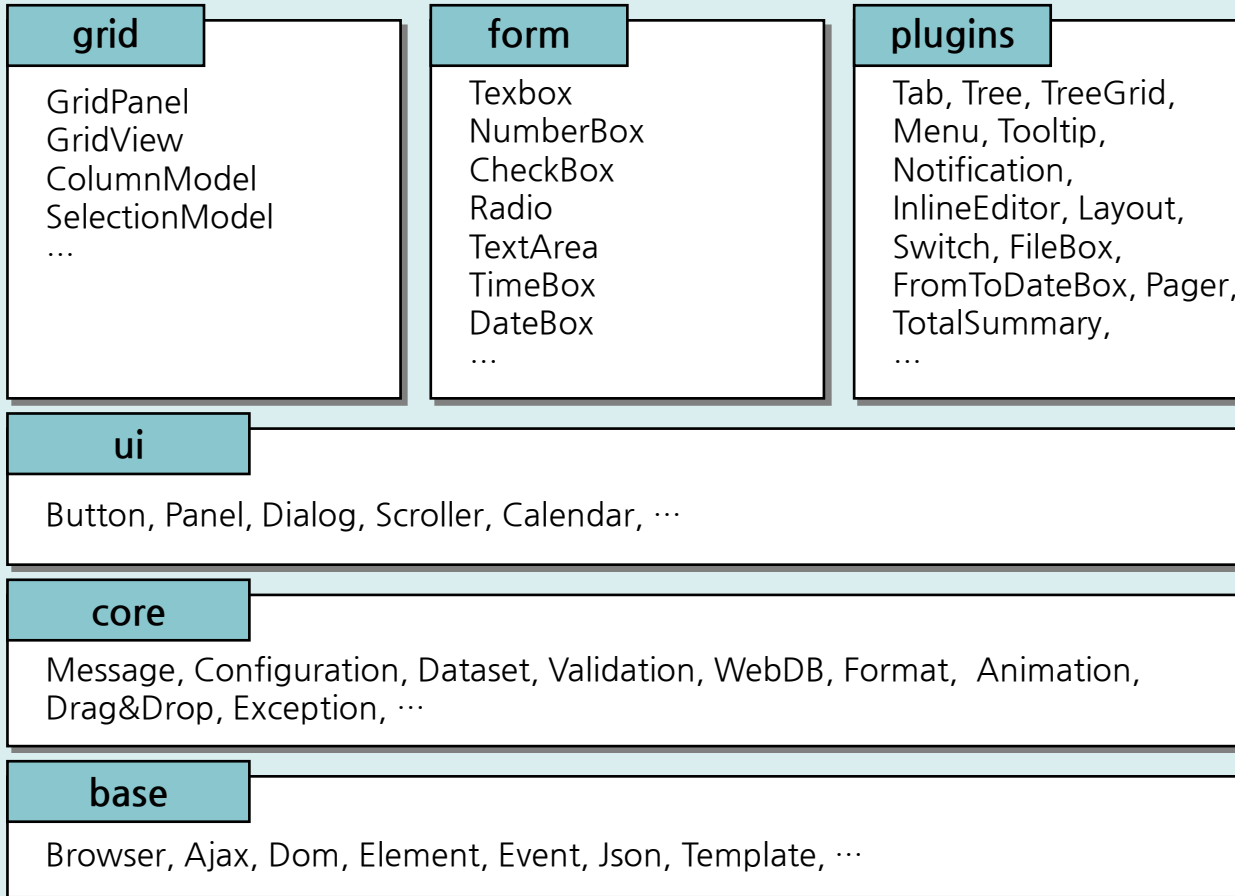 grid
GridPanel
GridView
ColumnModel
SelectionModel
…
form
Texbox
NumberBox
CheckBox
Radio
TextArea
TimeBox
DateBox
…
plugins
Tab, Tree, TreeGrid,
Menu, Tooltip,
Notification,
InlineEditor, Layout,
Switch, FileBox,
FromToDateBox, Pager,
TotalSummary,
…
ui
Button, Panel, Dialog, Scroller, Calendar, …
core
Message, Configuration, Dataset, Validation, WebDB, Format, Animation,
Drag&Drop, Exception, …
base
Browser, Ajax, Dom, Element, Event, Json, Template, …